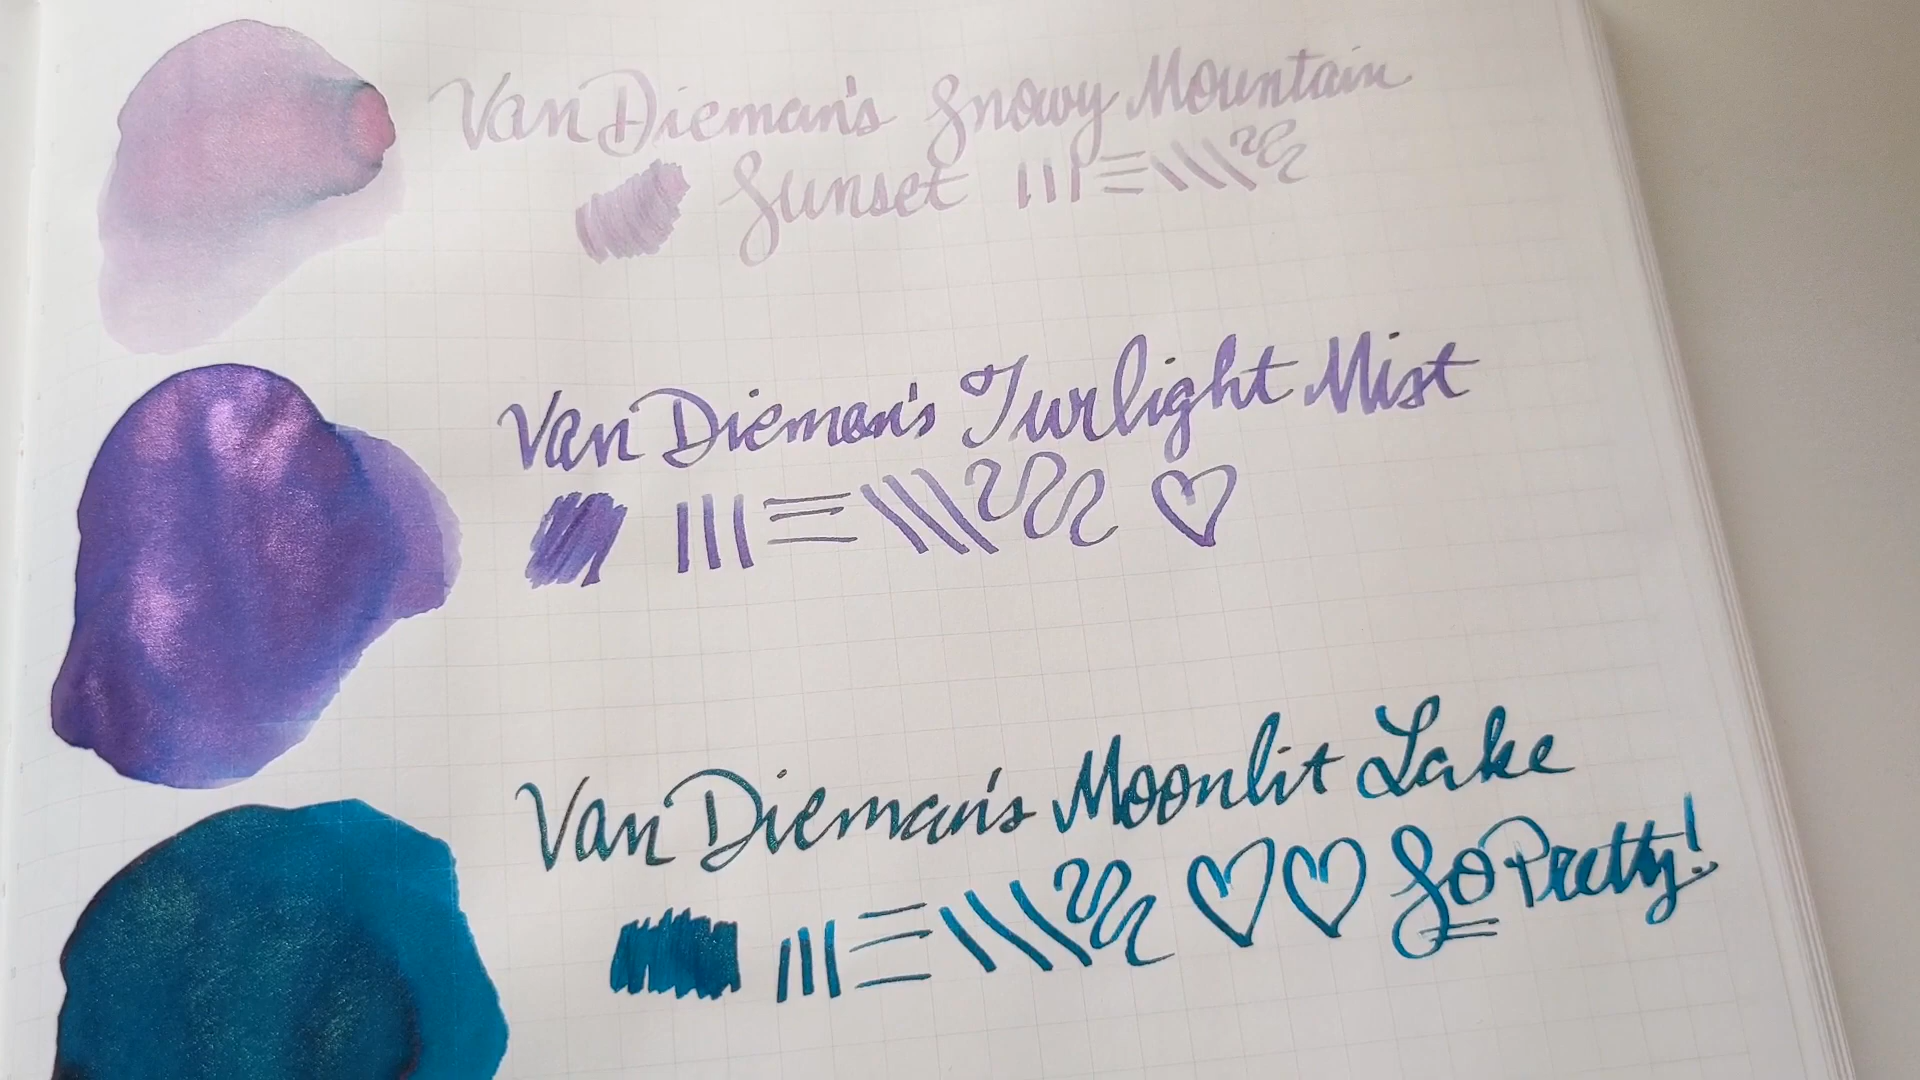 Van Dieman's Snowy Mountain
Sunset
Van Dieman's Twilight Mist
Van Dieman's Moonlit Lake
So Pretty!